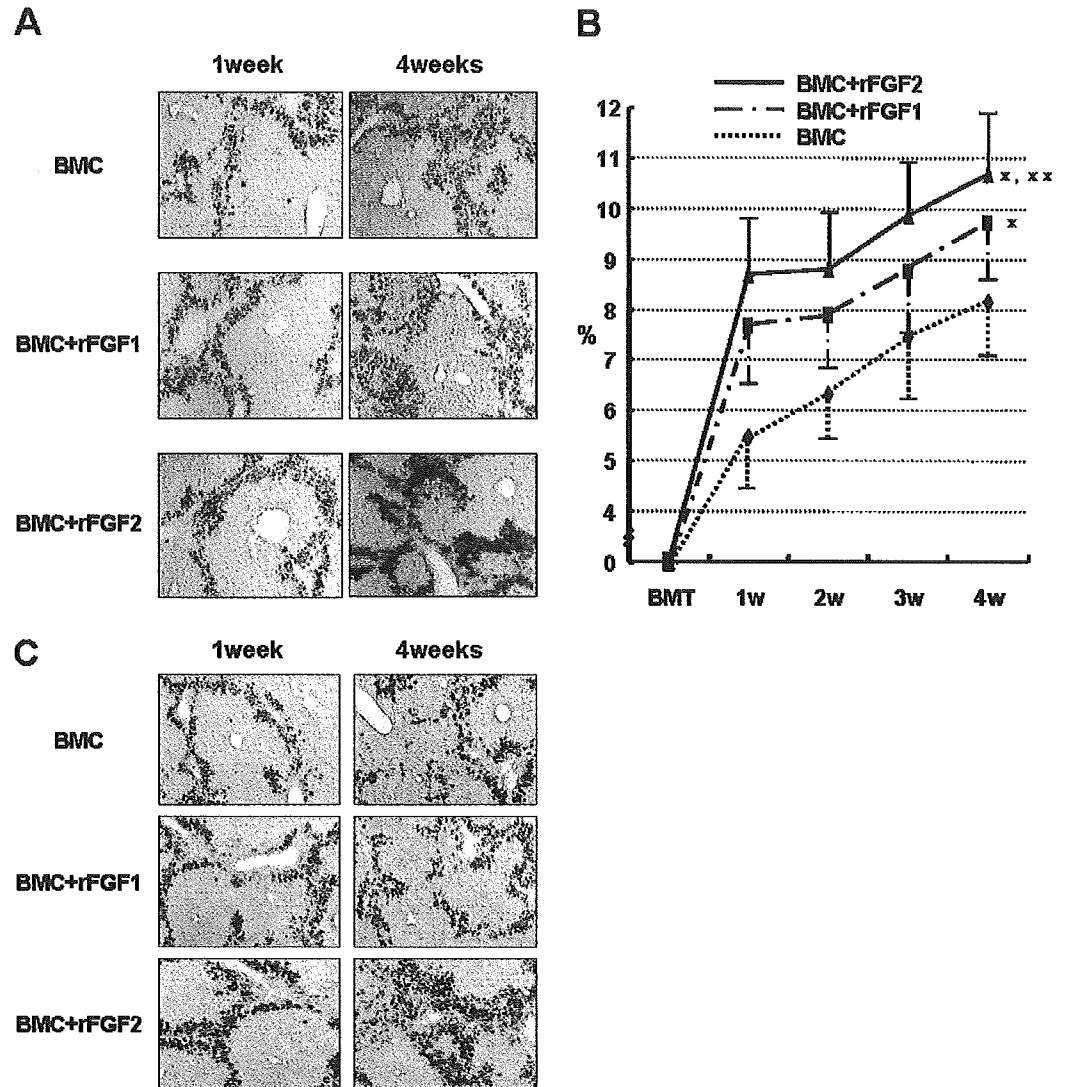 A
1week 4weeks
BMC
BMC+rFGF1
BMC+rFGF2
B
BMC+rFGF2
BMC+rFGF1
BMC
12
11
10
9
8
7
6
5
4
0
%
*, **
*
BMT 1w 2w 3w 4w
C
1week 4weeks
BMC
BMC+rFGF1
BMC+rFGF2